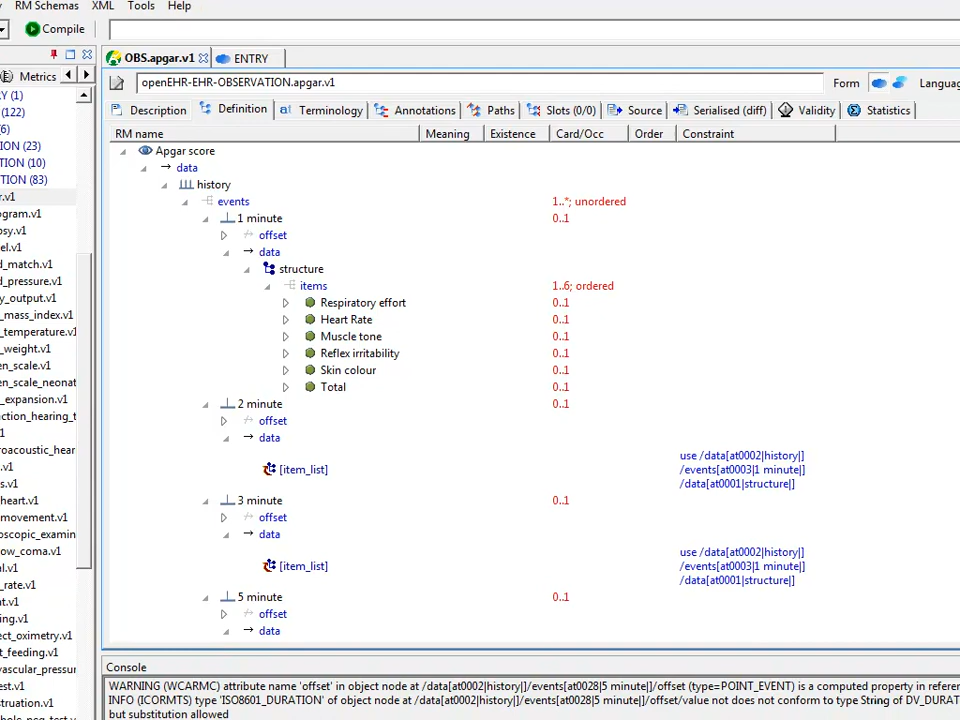 RM Schemas XML Tools Help
Compile
OBS.apgar.v1 ENTRY
Metrics
openEHR-EHR-OBSERVATION.apgar.v1 Form
Description Definition Terminology Annotations Paths Slots (0/0) Source Serialised (diff) Validity Statistics
RM name Meaning Existence Card/Occ Order Constraint
Apgar score
data
history
events 1..*; unordered
1 minute 0..1
offset
data
structure
items 1..6; ordered
Respiratory effort 0..1
Heart Rate 0..1
Muscle tone 0..1
Reflex irritability 0..1
Skin colour 0..1
Total 0..1
2 minute 0..1
offset
data
use /data[at0002|history|]
[item_list] /events[at0003|1 minute|]
/data[at0001|structure|]
3 minute 0..1
offset
data
use /data[at0002|history|]
[item_list] /events[at0003|1 minute|]
/data[at0001|structure|]
5 minute 0..1
offset
data
(1)
(122)
(23)
(10)
(83)
Console
WARNING (WCARMC) attribute name 'offset' in object node at /data[at0002|history|]/events[at0028|5 minute|]/offset (type=POINT_EVENT) is a computed property in
INFO (ICORMTS) type 'ISO8601_DURATION' of object node at /data[at0002|history|]/events[at0028|5 minute|]/offset/value not does not conform to type String of
but substitution allowed